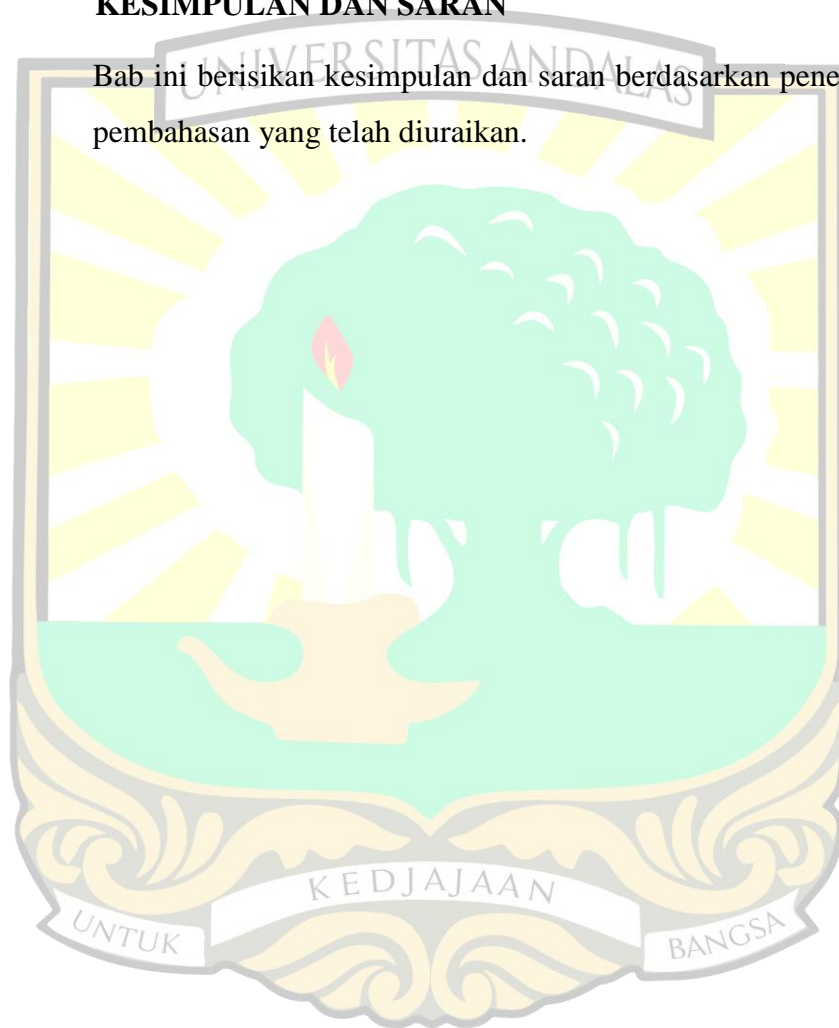 KESIMPULAN DAN SARAN
UNIVERSITAS ANDALAS
Bab ini berisikan kesimpulan dan saran berdasarkan pene
pembahasan yang telah diuraikan.
KEDJAJAAN
UNTUK
BANGSA